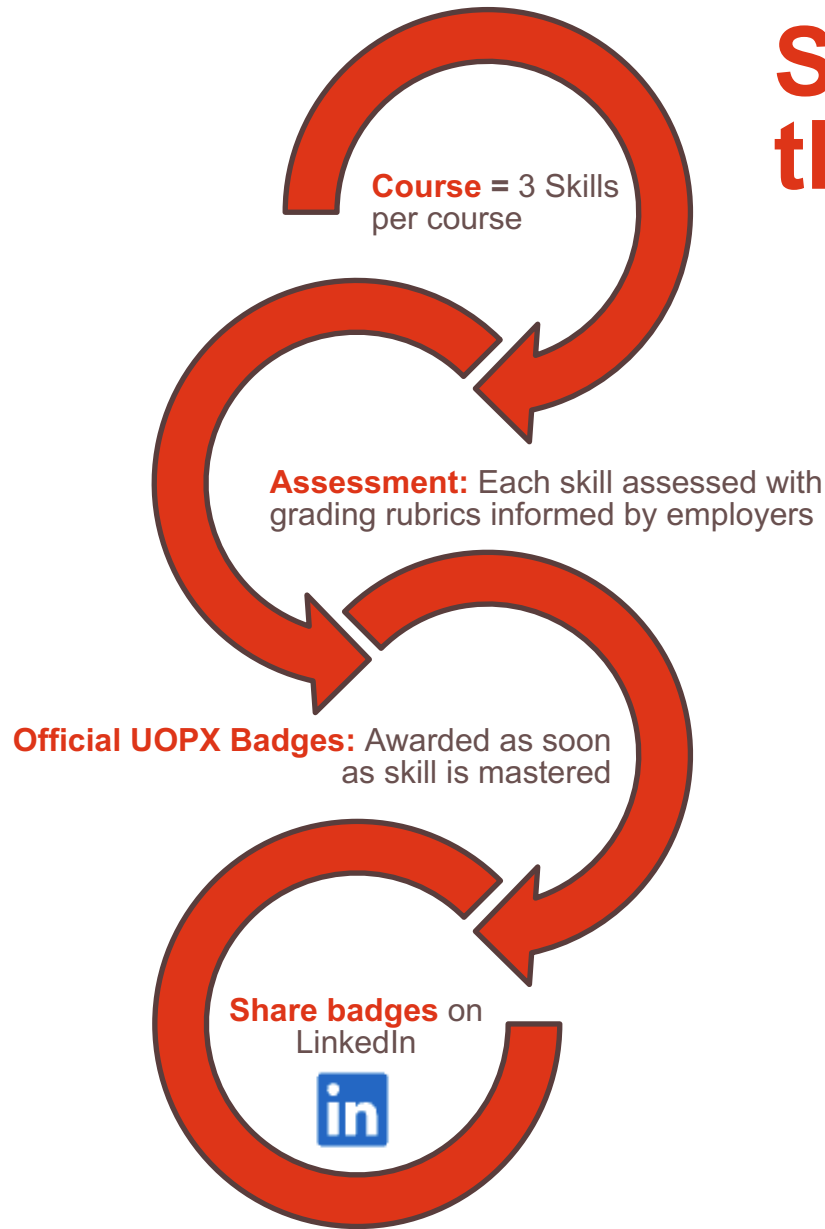 Course = 3 Skills
per course
Assessment: Each skill assessed with
grading rubrics informed by employers
Official UOPX Badges: Awarded as soon
as skill is mastered
Share badges on
LinkedIn
in